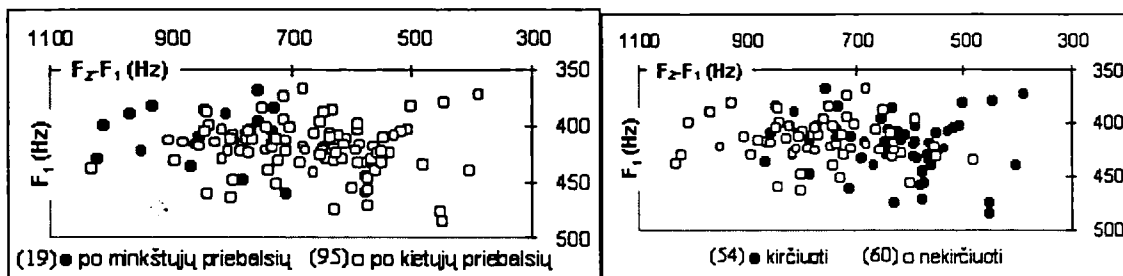 1100 900 700 500 300
F₂-F₁ (Hz)
350
400
450
500
F₁ (Hz)
(19) ● po minkštųjų priebalsių (95) □ po kietųjų priebalsių
1100 900 700 500 300
F₂-F₁ (Hz)
350
400
450
500
F₁ (Hz)
(54) ● kirčiuoti (60) □ nekirčiuoti